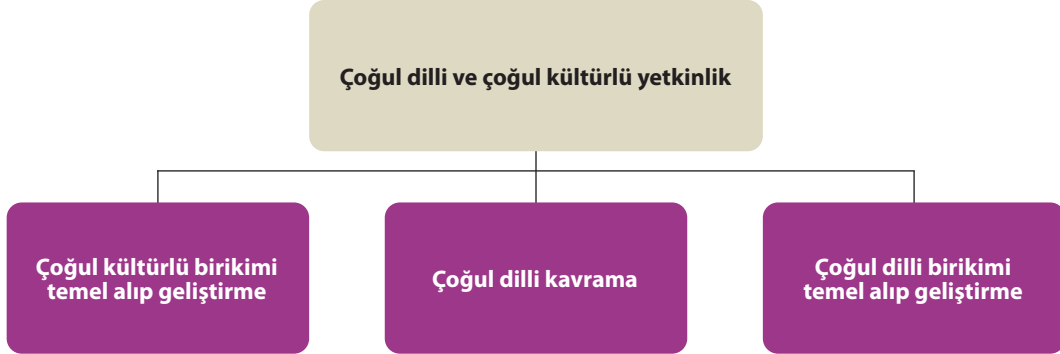 Çoğul dilli ve çoğul kültürlü yetkinlik
Çoğul kültürlü birikimi
temel alıp geliştirme
Çoğul dilli kavrama
Çoğul dilli birikimi
temel alıp geliştirme